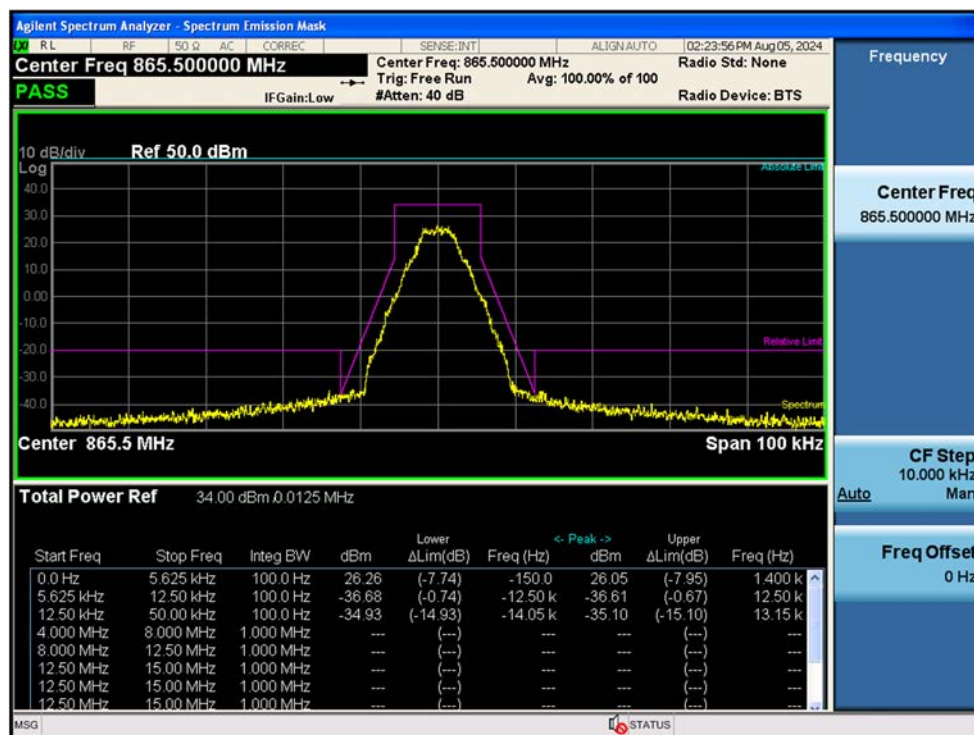 Agilent Spectrum Analyzer - Spectrum Emission Mask
LXI RL RF 50 Ω AC CORREC SENSE:INT ALIGN AUTO 02:23:56 PM Aug 05, 2024
Center Freq 865.500000 MHz
Center Freq: 865.500000 MHz Radio Std: None
Trig: Free Run Avg: 100.00% of 100
PASS
IFGain:Low #Atten: 40 dB Radio Device: BTS
10 dB/div Ref 50.0 dBm
Log
Absolute Limit
40.0
30.0
20.0
10.0
0.00
-10.0
-20.0
Relative Limit
-30.0
-40.0
Spectrum
Center 865.5 MHz Span 100 kHz
Total Power Ref 34.00 dBm/0.0125 MHz
Lower <- Peak -> Upper
Start Freq Stop Freq Integ BW dBm ΔLim(dB) Freq (Hz) dBm ΔLim(dB) Freq (Hz)
0.0 Hz 5.625 kHz 100.0 Hz 26.26 (-7.74) -150.0 26.05 (-7.95) 1.400 k
5.625 kHz 12.50 kHz 100.0 Hz -36.68 (-0.74) -12.50 k -36.61 (-0.67) 12.50 k
12.50 kHz 50.00 kHz 100.0 Hz -34.93 (-14.93) -14.05 k -35.10 (-15.10) 13.15 k
4.000 MHz 8.000 MHz 1.000 MHz --- (---) --- --- (---) ---
8.000 MHz 12.50 MHz 1.000 MHz --- (---) --- --- (---) ---
12.50 MHz 15.00 MHz 1.000 MHz --- (---) --- --- (---) ---
12.50 MHz 15.00 MHz 1.000 MHz --- (---) --- --- (---) ---
12.50 MHz 15.00 MHz 1.000 MHz --- (---) --- --- (---) ---
MSG STATUS
Frequency
Center Freq
865.500000 MHz
CF Step
10.000 kHz
Auto Man
Freq Offset
0 Hz